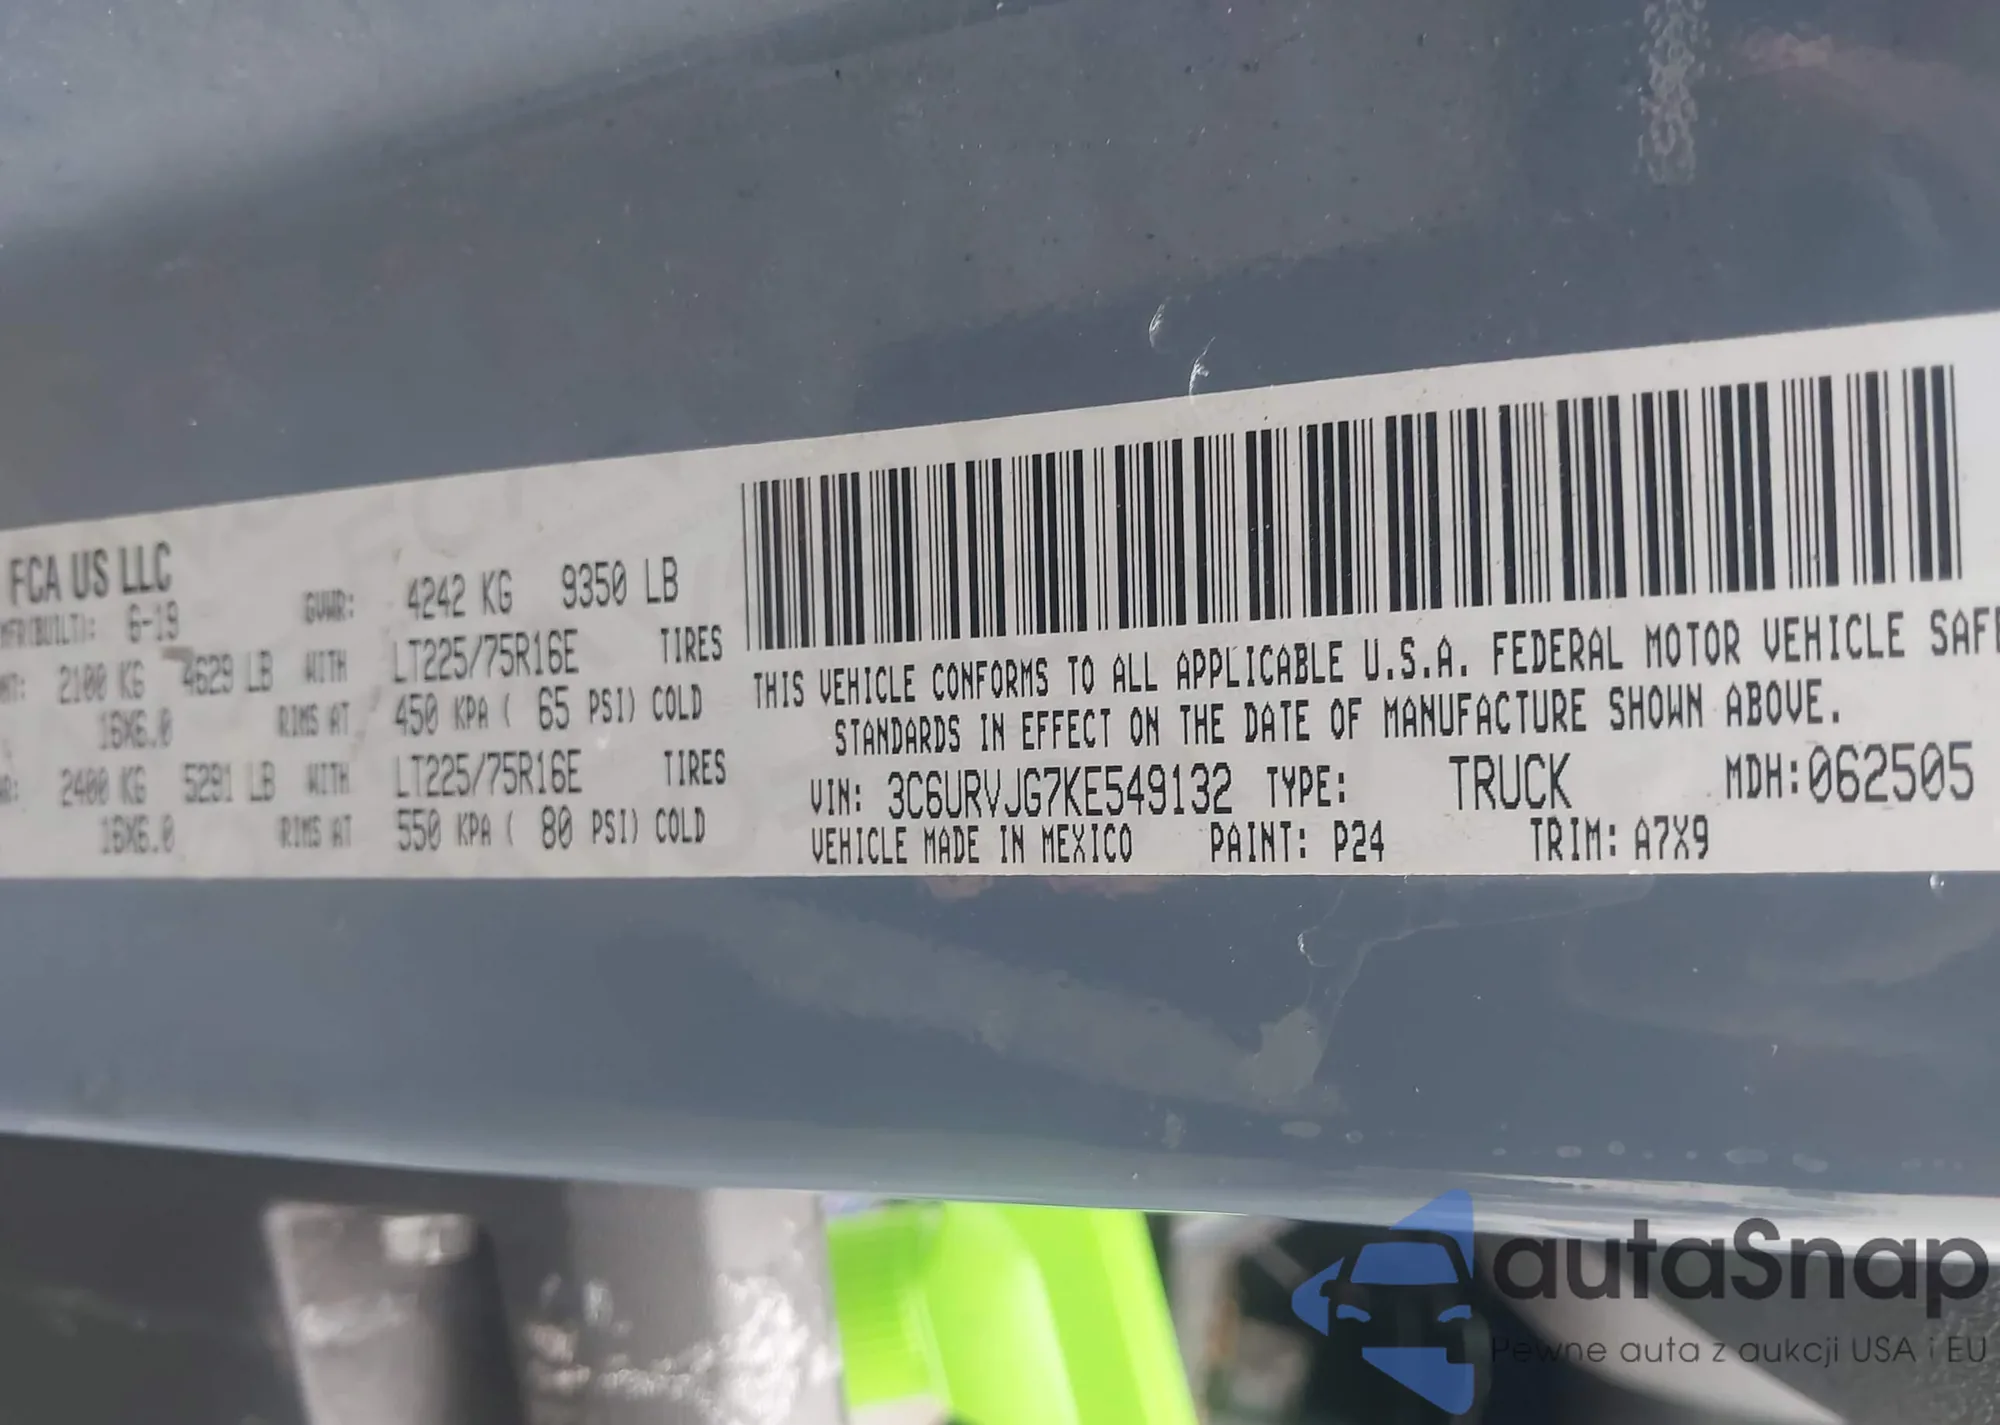 FCA US LLC
MFR(BUILT): 6-19 GVWR: 4242 KG 9350 LB
2100 KG 4629 LB WITH LT225/75R16E TIRES
16X6.0 RIMS AT 450 KPA ( 65 PSI) COLD
2400 KG 5291 LB WITH LT225/75R16E TIRES
16X6.0 RIMS AT 550 KPA ( 80 PSI) COLD
THIS VEHICLE CONFORMS TO ALL APPLICABLE U.S.A. FEDERAL MOTOR VEHICLE SAFE
STANDARDS IN EFFECT ON THE DATE OF MANUFACTURE SHOWN ABOVE.
VIN: 3C6URVJG7KE549132 TYPE: TRUCK MDH:062505
VEHICLE MADE IN MEXICO PAINT: P24 TRIM: A7X9
autaSnap
Pewne auta z aukcji USA i EU